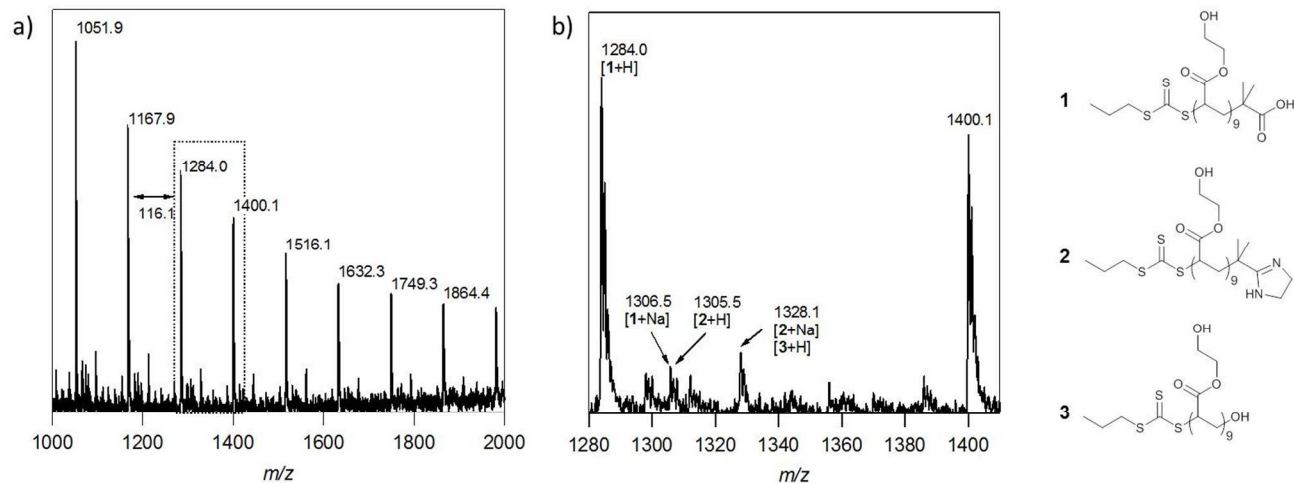 a)
1051.9
1167.9
1284.0
116.1
1400.1
1516.1
1632.3
1749.3
1864.4
1000 1200 1400 1600 1800 2000
m/z
b)
1284.0
[1+H]
1306.5
[1+Na]
1305.5
[2+H]
1328.1
[2+Na]
[3+H]
1400.1
1280 1300 1320 1340 1360 1380 1400
m/z
1
OH
O
O
S
S
S
9
OH
O
2
OH
O
O
S
S
S
9
N
HN
3
OH
O
O
S
S
S
9
OH